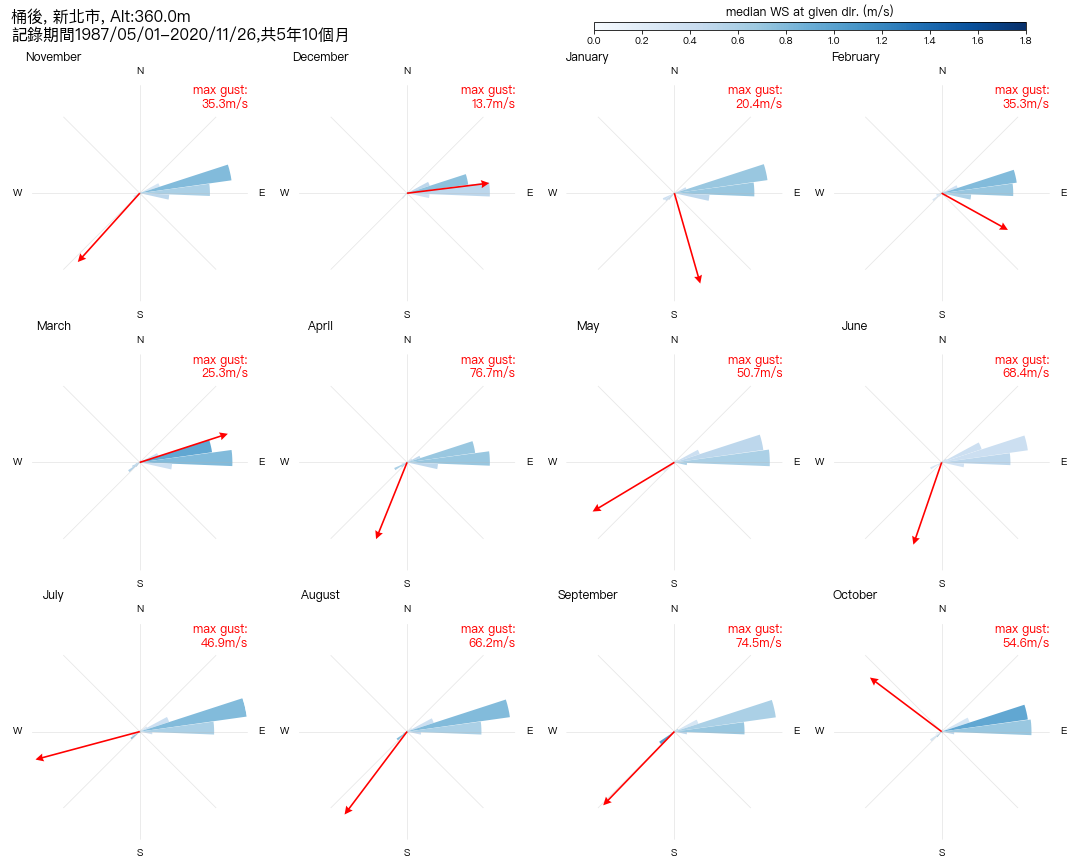 桶後, 新北市, Alt:360.0m
記錄期間1987/05/01–2020/11/26,共5年10個月
median WS at given dir. (m/s)
0.0 0.2 0.4 0.6 0.8 1.0 1.2 1.4 1.6 1.8
November
N
max gust:
35.3m/s
W
E
S
December
N
max gust:
13.7m/s
W
E
S
January
N
max gust:
20.4m/s
W
E
S
February
N
max gust:
35.3m/s
W
E
S
March
N
max gust:
25.3m/s
W
E
S
April
N
max gust:
76.7m/s
W
E
S
May
N
max gust:
50.7m/s
W
E
S
June
N
max gust:
68.4m/s
W
E
S
July
N
max gust:
46.9m/s
W
E
S
August
N
max gust:
66.2m/s
W
E
S
September
N
max gust:
74.5m/s
W
E
S
October
N
max gust:
54.6m/s
W
E
S